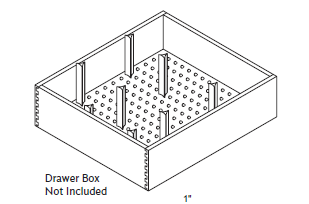 Drawer Box
Not Included
1"